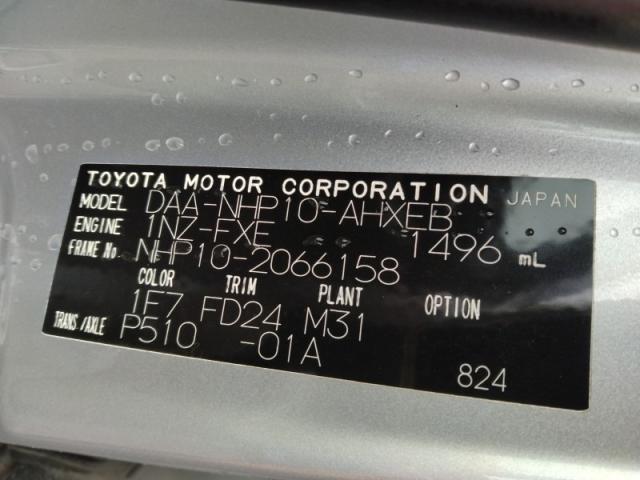 TOYOTA MOTOR CORPORATION JAPAN
MODEL DAA-NHP10-AHXEB
ENGINE 1NZ-FXE 1496 mL
FRAME No. NHP10-2066158
COLOR TRIM PLANT OPTION
1F7 FD24 M31
TRANS/AXLE P510 -01A
824